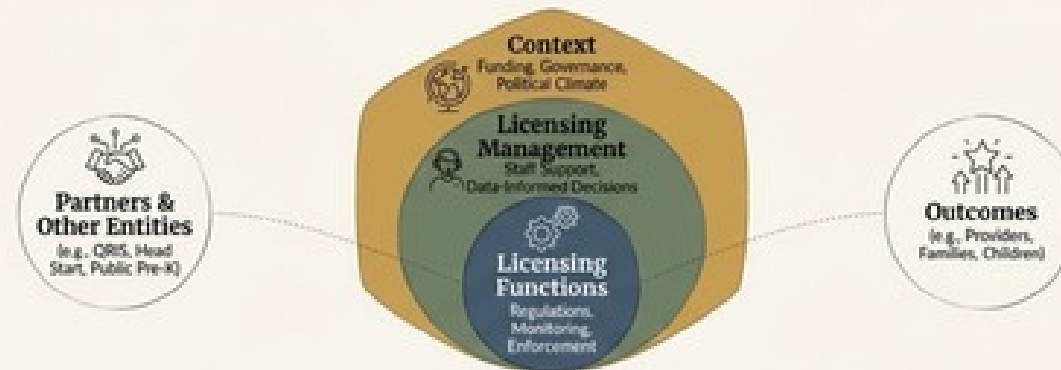 Context
Funding, Governance,
Political Climate
Licensing
Management
Staff Support,
Data-Informed Decisions
Partners &
Other Entities
(e.g., QRIS, Head
Start, Public Pre-K)
Licensing
Functions
Regulations,
Monitoring,
Enforcement
Outcomes
(e.g., Providers,
Families, Children)